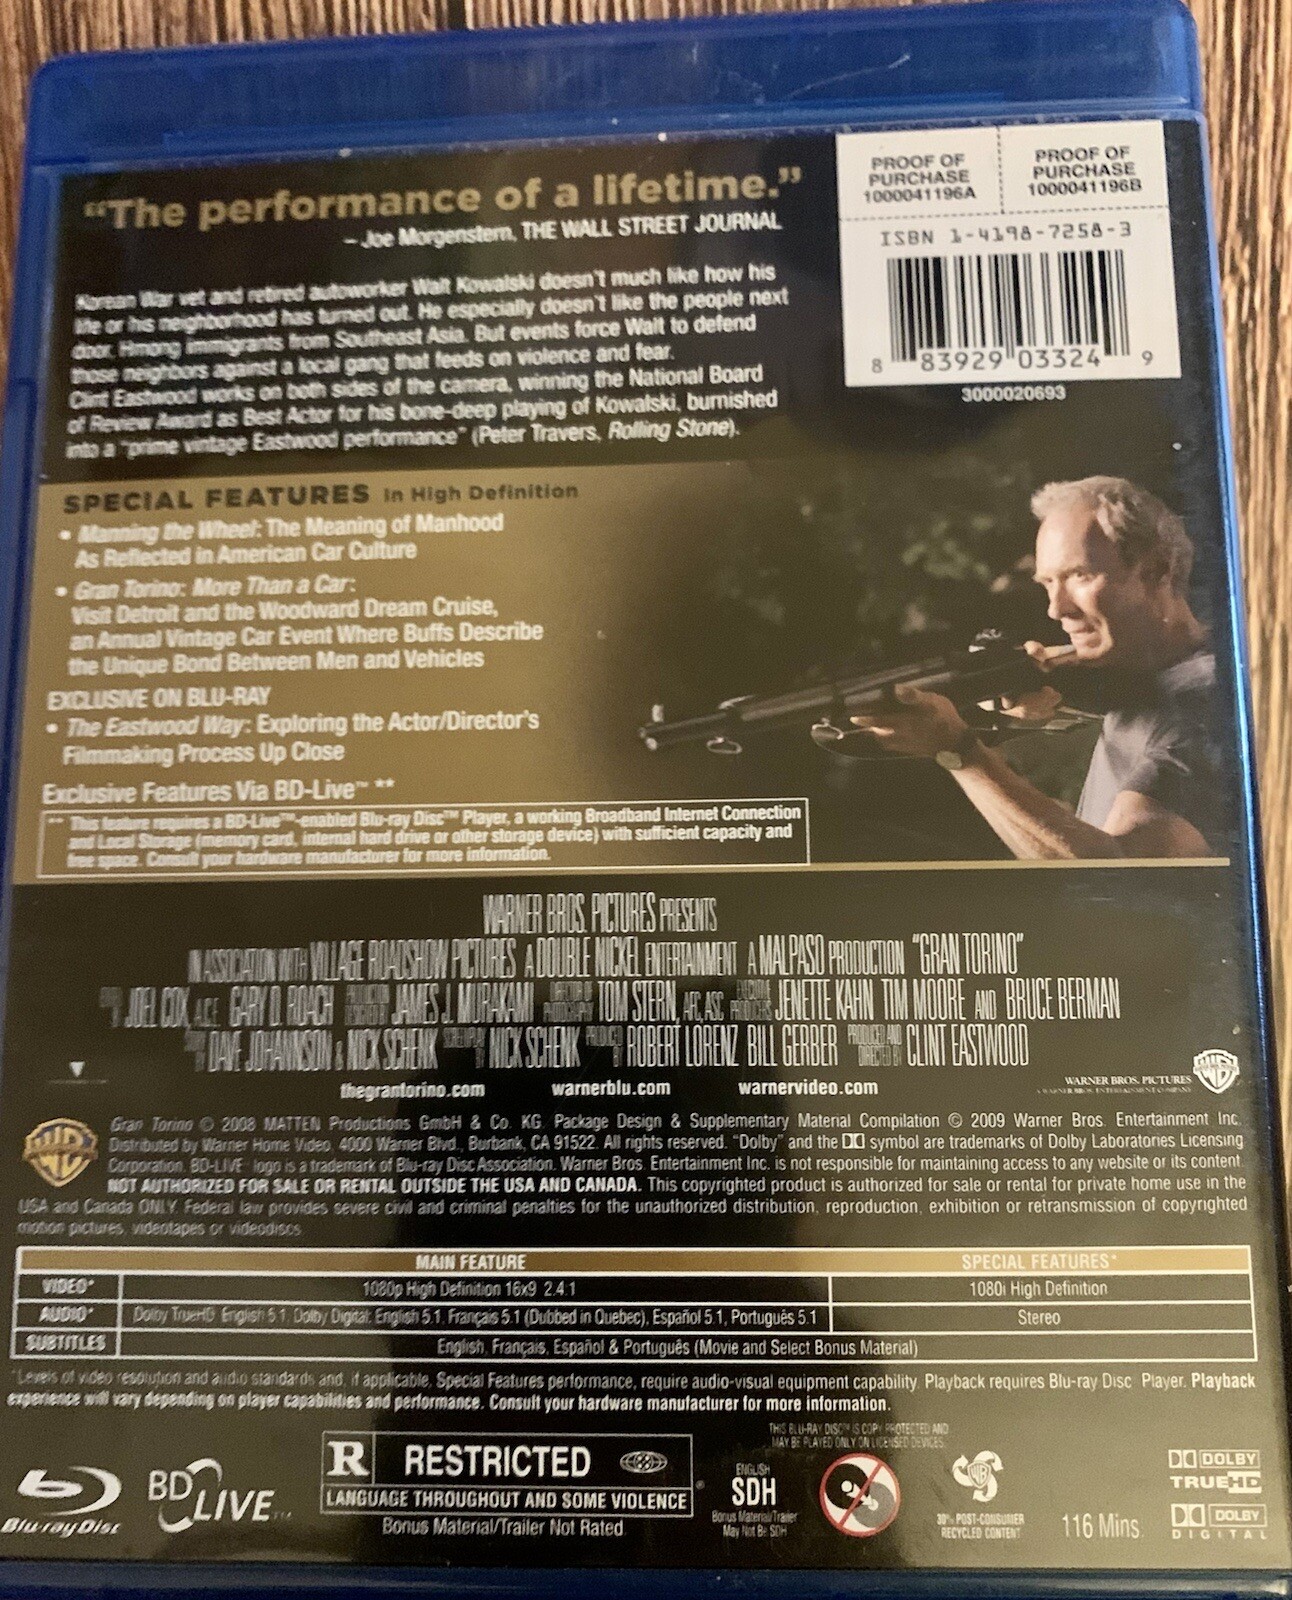 "The performance of a lifetime."
– Joe Morgenstern, THE WALL STREET JOURNAL
Korean War vet and retired autoworker Walt Kowalski doesn't much like how his
life or his neighborhood has turned out. He especially doesn't like the people next
door, Hmong immigrants from Southeast Asia. But events force Walt to defend
those neighbors against a local gang that feeds on violence and fear.
Clint Eastwood works on both sides of the camera, winning the National Board
of Review Award as Best Actor for his bone-deep playing of Kowalski, burnished
into a "prime vintage Eastwood performance" (Peter Travers, Rolling Stone).
PROOF OF
PURCHASE
1000041196A
PROOF OF
PURCHASE
1000041196B
ISBN 1-4198-7258-3
8 83929 03324 9
3000020693
SPECIAL FEATURES In High Definition
• Manning the Wheel: The Meaning of Manhood
As Reflected in American Car Culture
• Gran Torino: More Than a Car:
Visit Detroit and the Woodward Dream Cruise,
an Annual Vintage Car Event Where Buffs Describe
the Unique Bond Between Men and Vehicles
EXCLUSIVE ON BLU-RAY
• The Eastwood Way: Exploring the Actor/Director's
Filmmaking Process Up Close
Exclusive Features Via BD-Live™ **
** This feature requires a BD-Live™-enabled Blu-ray Disc™ Player, a working Broadband Internet Connection
and Local Storage (memory card, internal hard drive or other storage device) with sufficient capacity and
free space. Consult your hardware manufacturer for more information.
WARNER BROS. PICTURES PRESENTS
IN ASSOCIATION WITH VILLAGE ROADSHOW PICTURES A DOUBLE NICKEL ENTERTAINMENT A MALPASO PRODUCTION "GRAN TORINO"
JOEL COX, A.C.E. GARY D. ROACH PRODUCTION DESIGNED BY JAMES J. MURAKAMI DIRECTOR OF PHOTOGRAPHY TOM STERN, AFC, ASC EXECUTIVE PRODUCERS JENETTE KAHN TIM MOORE AND BRUCE BERMAN
STORY BY DAVE JOHANNSON & NICK SCHENK SCREENPLAY BY NICK SCHENK PRODUCED BY ROBERT LORENZ BILL GERBER PRODUCED AND DIRECTED BY CLINT EASTWOOD
thegrantorino.com warnerblu.com warnervideo.com
WARNER BROS. PICTURES
A WARNER BROS. ENTERTAINMENT COMPANY
Gran Torino © 2008 MATTEN Productions GmbH & Co. KG. Package Design & Supplementary Material Compilation © 2009 Warner Bros. Entertainment Inc.
Distributed by Warner Home Video, 4000 Warner Blvd., Burbank, CA 91522. All rights reserved. "Dolby" and the symbol are trademarks of Dolby Laboratories Licensing
Corporation. BD-LIVE logo is a trademark of Blu-ray Disc Association. Warner Bros. Entertainment Inc. is not responsible for maintaining access to any website or its content.
NOT AUTHORIZED FOR SALE OR RENTAL OUTSIDE THE USA AND CANADA. This copyrighted product is authorized for sale or rental for private home use in the
USA and Canada ONLY. Federal law provides severe civil and criminal penalties for the unauthorized distribution, reproduction, exhibition or retransmission of copyrighted
motion pictures, videotapes or videodiscs.
MAIN FEATURE SPECIAL FEATURES*
VIDEO* 1080p High Definition 16x9 2.4:1 1080i High Definition
AUDIO* Dolby TrueHD: English 5.1, Dolby Digital: English 5.1, Français 5.1 (Dubbed in Quebec), Español 5.1, Português 5.1 Stereo
SUBTITLES English, Français, Español & Português (Movie and Select Bonus Material)
*Levels of video resolution and audio standards and, if applicable, Special Features performance, require audio-visual equipment capability. Playback requires Blu-ray Disc Player. Playback
experience will vary depending on player capabilities and performance. Consult your hardware manufacturer for more information.
THIS BLU-RAY DISC™ IS COPY PROTECTED AND
MAY BE PLAYED ONLY ON LICENSED DEVICES.
Blu-ray Disc
BD LIVE™
R RESTRICTED
LANGUAGE THROUGHOUT AND SOME VIOLENCE
Bonus Material/Trailer Not Rated.
ENGLISH
SDH
Bonus Material/Trailer
May Not Be SDH
30% POST-CONSUMER
RECYCLED CONTENT
116 Mins.
DOLBY
TRUEHD
DOLBY
DIGITAL